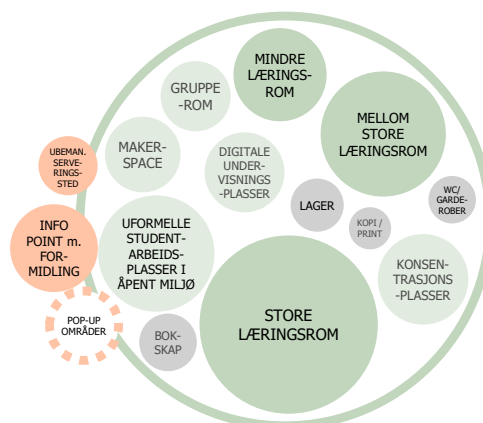 MINDRE
LÆRINGS-
ROM
GRUPPE
-ROM
MELLOM
STORE
LÆRINGSROM
MAKER-
SPACE
DIGITALE
UNDER-
VISNINGS
-PLASSER
UBEMAN.
SERVE-
RINGS-
STED
LAGER
WC/
GARDE-
ROBER
KOPI /
PRINT
INFO
POINT m.
FOR-
MIDLING
UFORMELLE
STUDENT-
ARBEIDS-
PLASSER I
ÅPENT MILJØ
KONSEN-
TRASJONS
-PLASSER
STORE
LÆRINGSROM
POP-UP
OMRÅDER
BOK-
SKAP